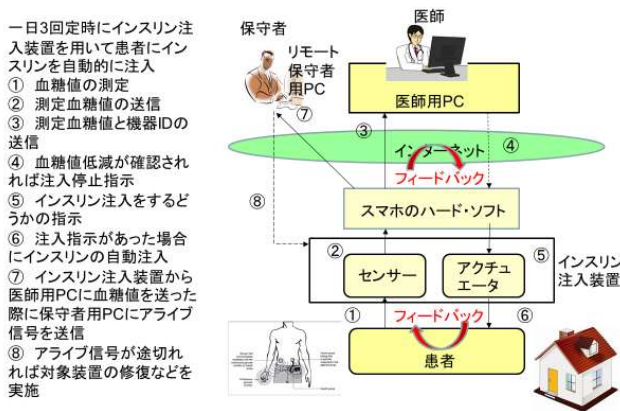 一日3回定時にインスリン注
入装置を用いて患者にイン
スリンを自動的に注入
① 血糖値の測定
② 測定血糖値の送信
③ 測定血糖値と機器IDの
送信
④ 血糖値低減が確認され
れば注入停止指示
⑤ インスリン注入をするど
うかの指示
⑥ 注入指示があった場合
にインスリンの自動注入
⑦ インスリン注入装置から
医師用PCに血糖値を送った
際に保守者用PCにアライブ
信号を送信
⑧ アライブ信号が途切れ
れば対象装置の修復などを
実施
保守者
リモート
保守者
用PC
⑦
医師
医師用PC
③
④
インターネット
フィードバック
⑧
スマホのハード・ソフト
②
⑤
センサー
アクチュ
エータ
インスリン
注入装置
①
フィードバック
⑥
患者